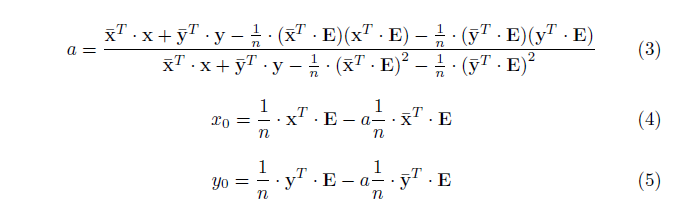 a = \frac{\bar{\mathbf{x}}^T \cdot \mathbf{x} + \bar{\mathbf{y}}^T \cdot \mathbf{y} - \frac{1}{n} \cdot (\bar{\mathbf{x}}^T \cdot \mathbf{E})(\mathbf{x}^T \cdot \mathbf{E}) - \frac{1}{n} \cdot (\bar{\mathbf{y}}^T \cdot \mathbf{E})(\mathbf{y}^T \cdot \mathbf{E})}{\bar{\mathbf{x}}^T \cdot \mathbf{x} + \bar{\mathbf{y}}^T \cdot \mathbf{y} - \frac{1}{n} \cdot (\bar{\mathbf{x}}^T \cdot \mathbf{E})^2 - \frac{1}{n} \cdot (\bar{\mathbf{y}}^T \cdot \mathbf{E})^2} (3)
x_0 = \frac{1}{n} \cdot \mathbf{x}^T \cdot \mathbf{E} - a \frac{1}{n} \cdot \bar{\mathbf{x}}^T \cdot \mathbf{E} (4)
y_0 = \frac{1}{n} \cdot \mathbf{y}^T \cdot \mathbf{E} - a \frac{1}{n} \cdot \bar{\mathbf{y}}^T \cdot \mathbf{E} (5)